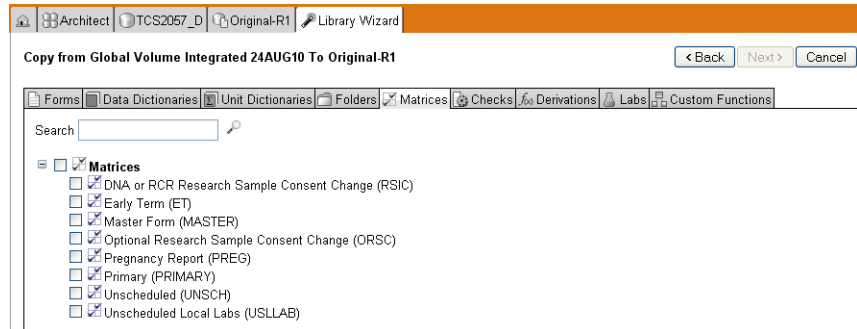 Architect TCS2057_D Original-R1 Library Wizard
Copy from Global Volume Integrated 24AUG10 To Original-R1 < Back Next > Cancel
Forms Data Dictionaries Unit Dictionaries Folders Matrices Checks Derivations Labs Custom Functions
Search
Matrices
DNA or RCR Research Sample Consent Change (RSIC)
Early Term (ET)
Master Form (MASTER)
Optional Research Sample Consent Change (ORSC)
Pregnancy Report (PREG)
Primary (PRIMARY)
Unscheduled (UNSCH)
Unscheduled Local Labs (USLLAB)